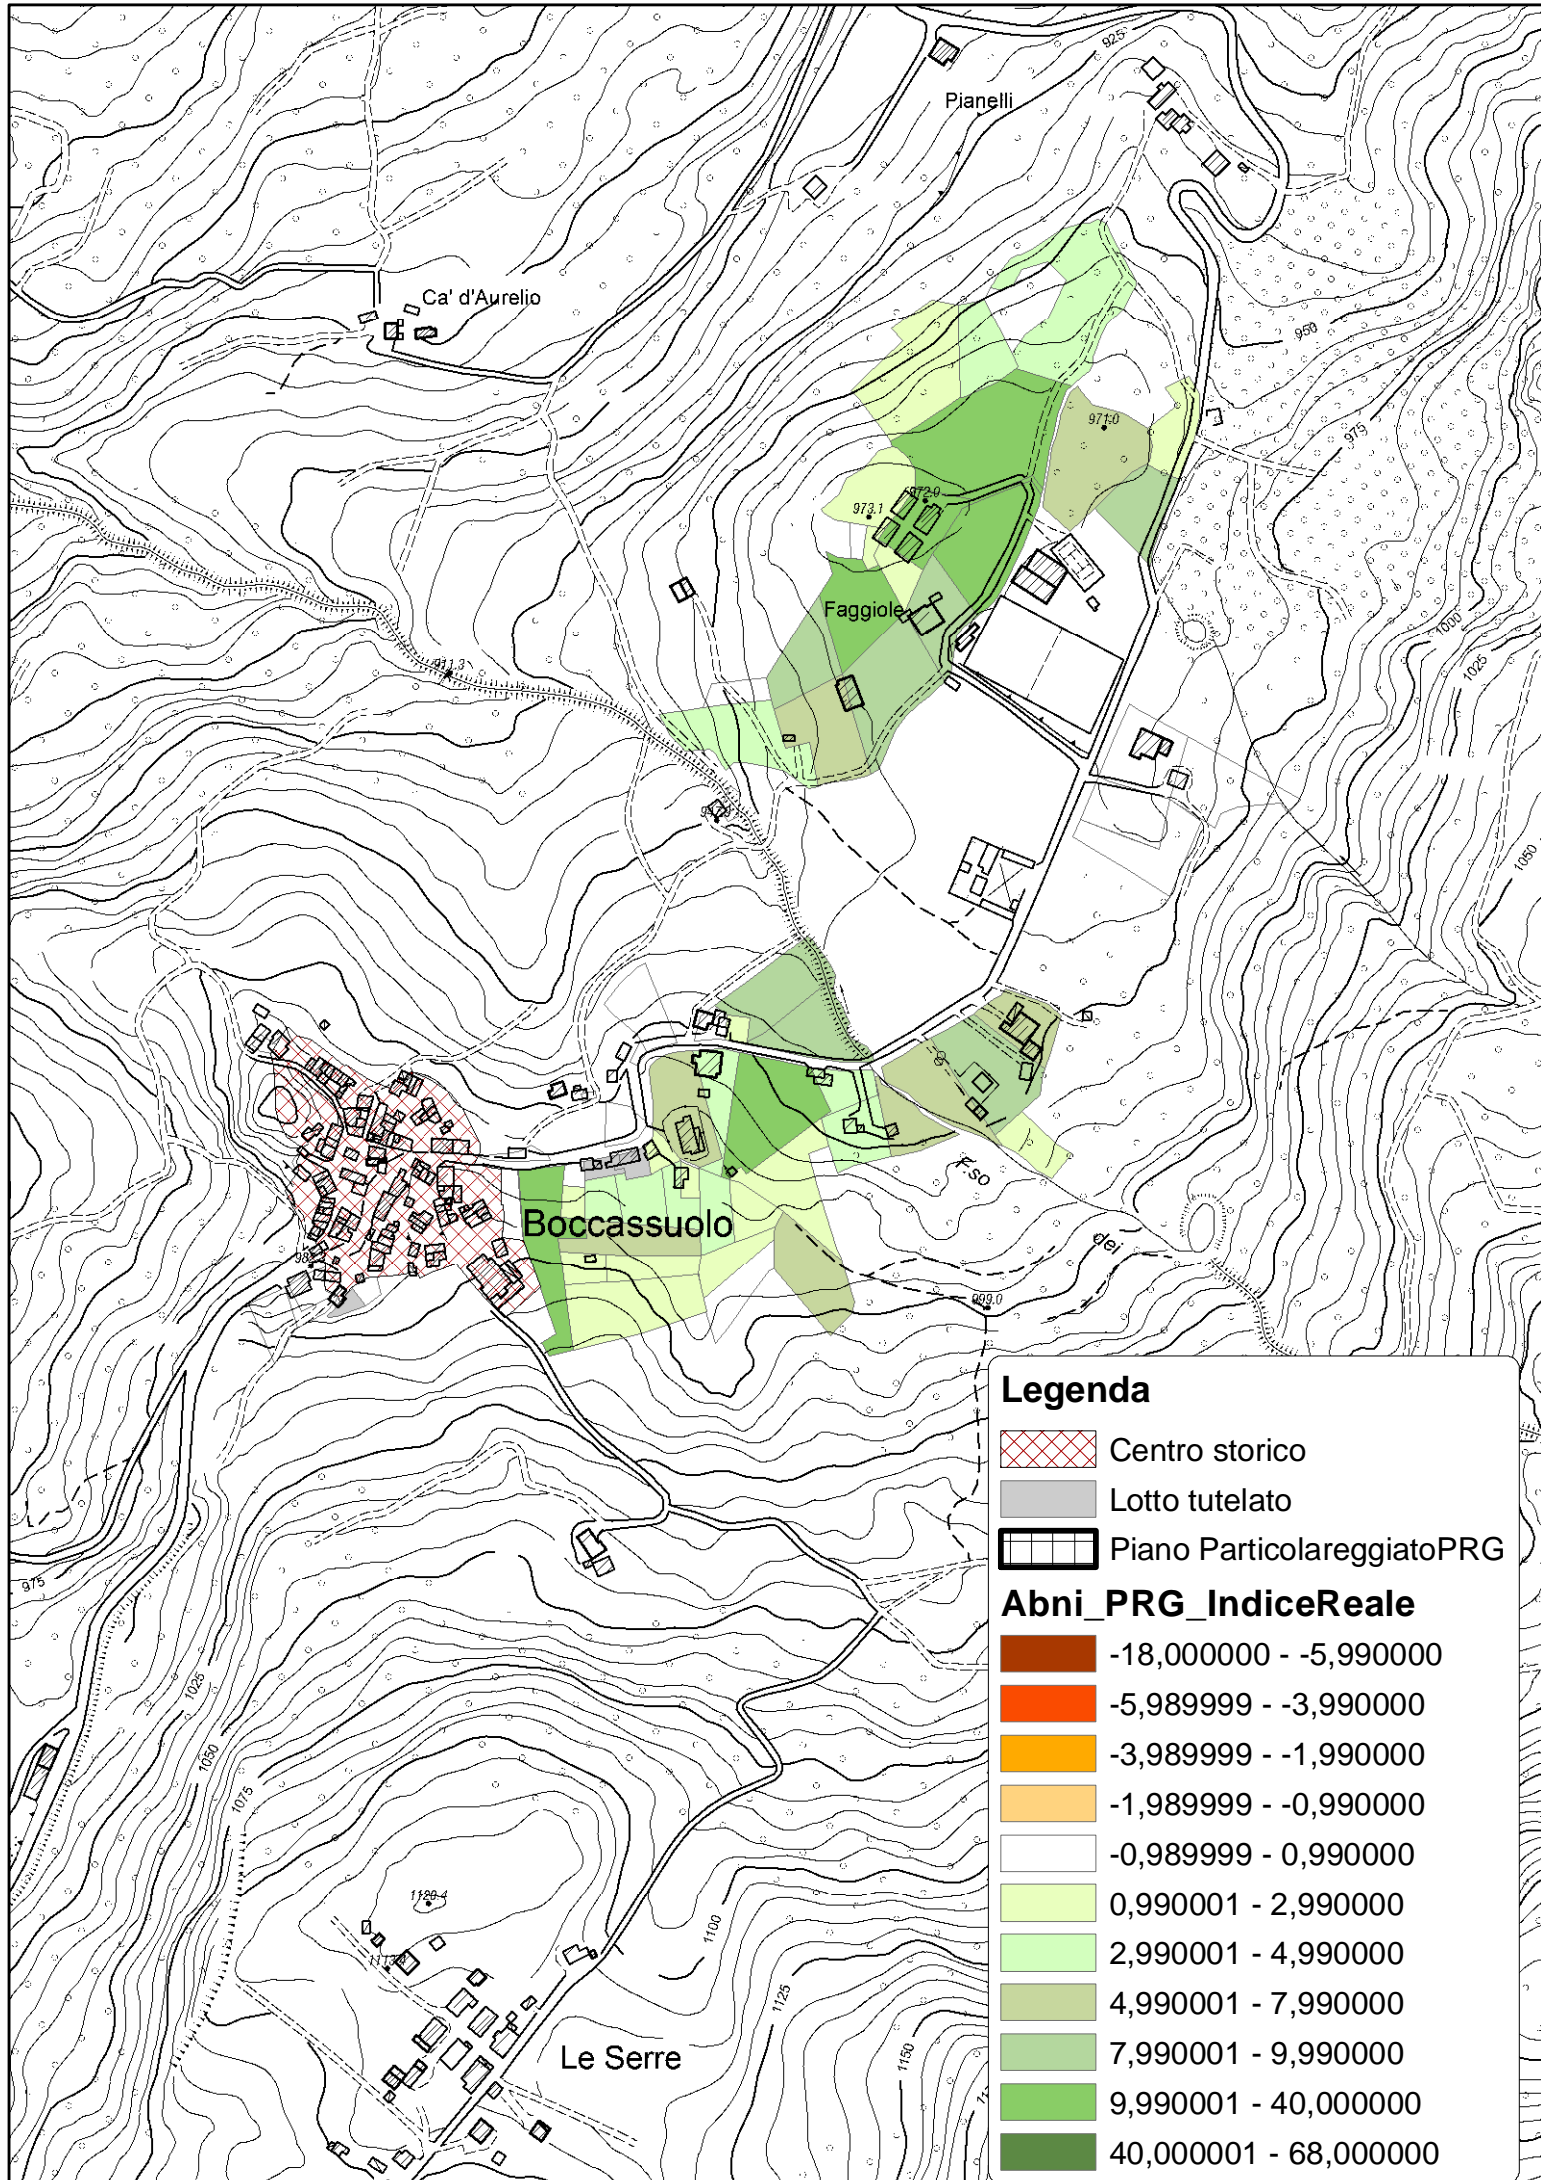 925
Pianelli
Ca' d'Aurelio
950
971.0
975
972.0
973.1
Faggiole
1000
911.3
1025
1050
F.so
Boccassuolo
dei
999.0
975
1025
1050
1075
1120.4
1100
1125
1150
Le Serre
Legenda
Centro storico
Lotto tutelato
Piano ParticolareggiatoPRG
Abni_PRG_IndiceReale
-18,000000 - -5,990000
-5,989999 - -3,990000
-3,989999 - -1,990000
-1,989999 - -0,990000
-0,989999 - 0,990000
0,990001 - 2,990000
2,990001 - 4,990000
4,990001 - 7,990000
7,990001 - 9,990000
9,990001 - 40,000000
40,000001 - 68,000000